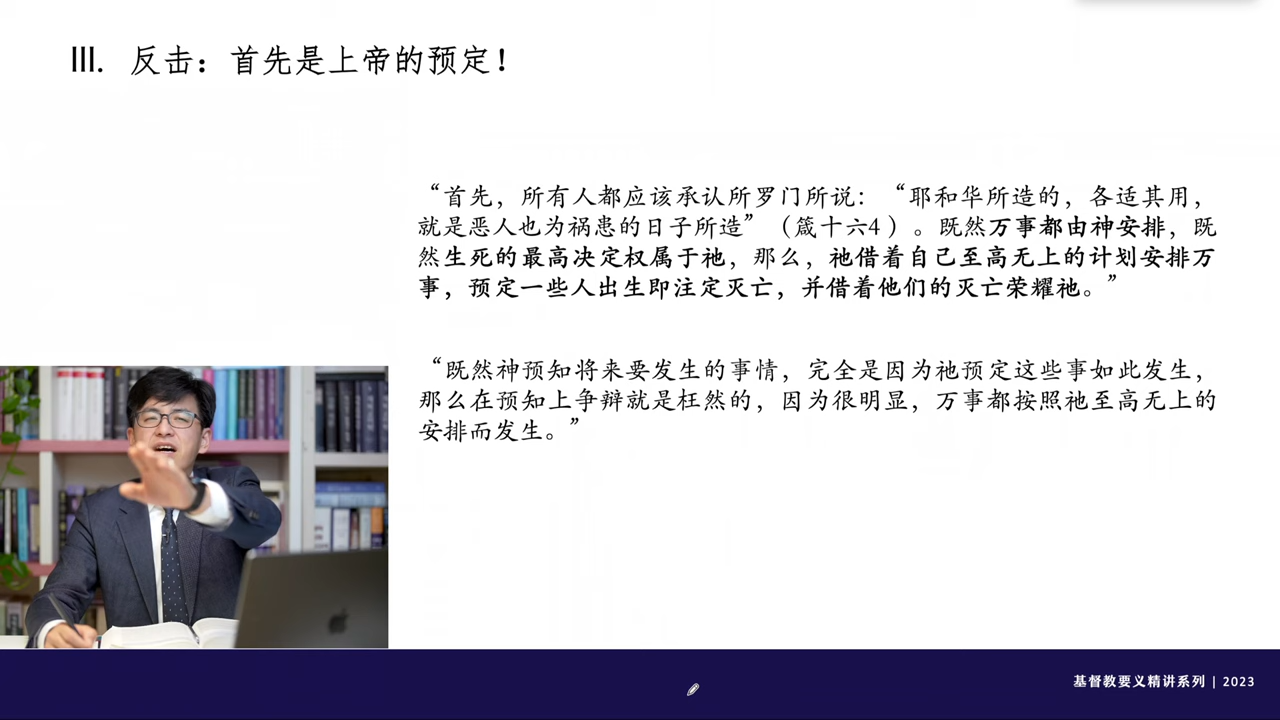 III. 反击：首先是上帝的预定！
“首先，所有人都应该承认所罗门所说：“耶和华所造的，各适其用，
就是恶人也为祸患的日子所造”（箴十六4）。既然万事都由神安排，既
然生死的最高决定权属于祂，那么，祂借着自己至高无上的计划安排万
事，预定一些人出生即注定灭亡，并借着他们的灭亡荣耀祂。”
“既然神预知将来要发生的事情，完全是因为祂预定这些事如此发生，
那么在预知上争辩就是枉然的，因为很明显，万事都按照祂至高无上的
安排而发生。”
基督教要义精讲系列 | 2023